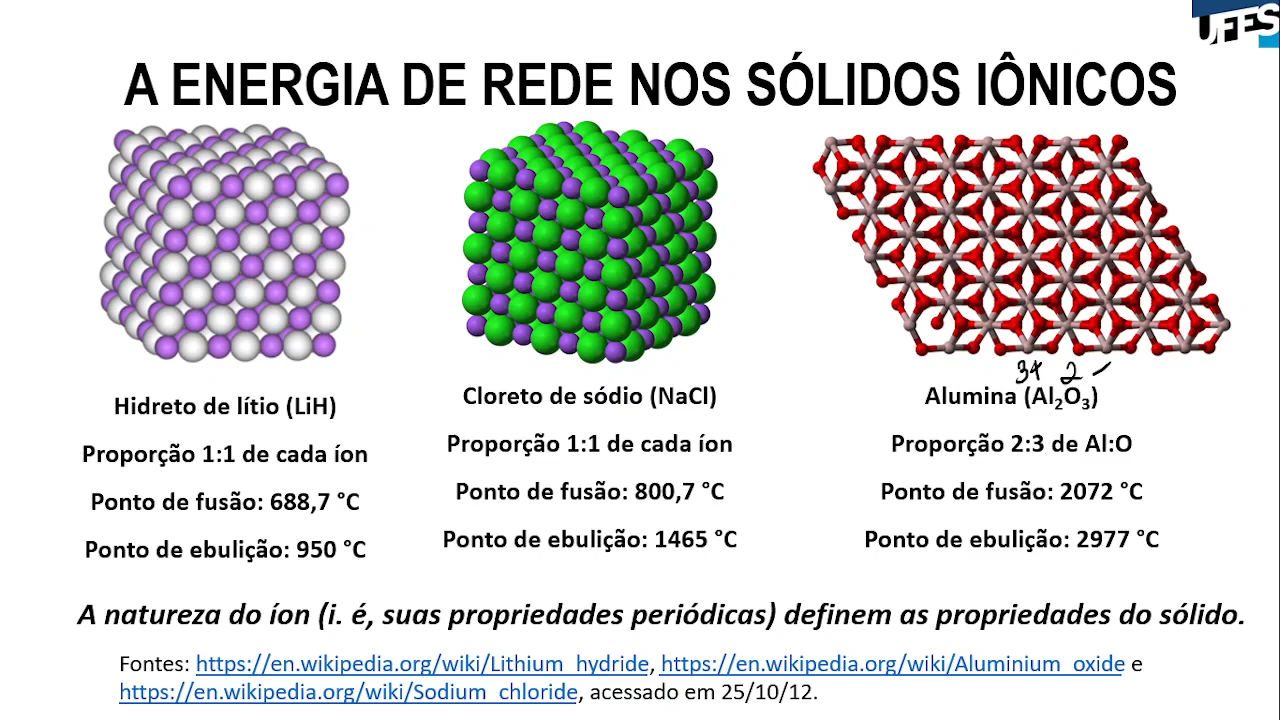 UFES
A ENERGIA DE REDE NOS SÓLIDOS IÔNICOS
Hidreto de lítio (LiH)
Proporção 1:1 de cada íon
Ponto de fusão: 688,7 °C
Ponto de ebulição: 950 °C
Cloreto de sódio (NaCl)
Proporção 1:1 de cada íon
Ponto de fusão: 800,7 °C
Ponto de ebulição: 1465 °C
3+ 2 -
Alumina (Al₂O₃)
Proporção 2:3 de Al:O
Ponto de fusão: 2072 °C
Ponto de ebulição: 2977 °C
A natureza do íon (i. é, suas propriedades periódicas) definem as propriedades do sólido.
Fontes: https://en.wikipedia.org/wiki/Lithium_hydride, https://en.wikipedia.org/wiki/Aluminium_oxide e
https://en.wikipedia.org/wiki/Sodium_chloride, acessado em 25/10/12.